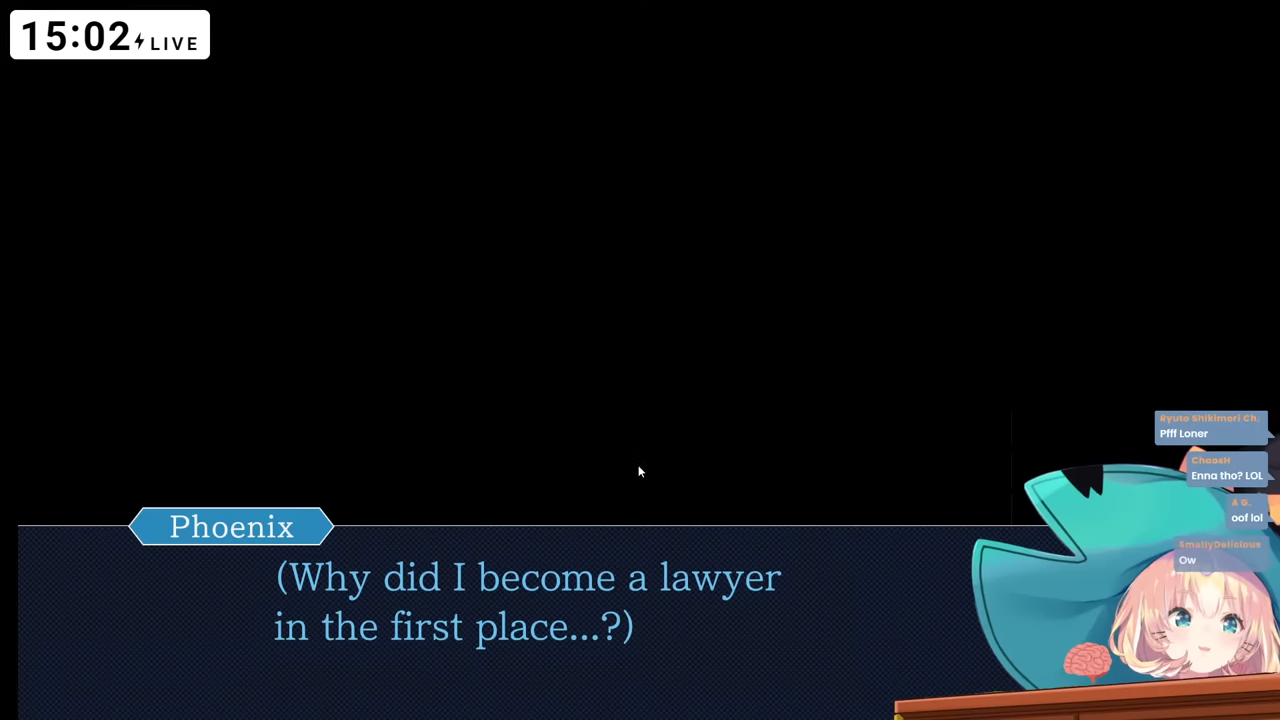 15:02 LIVE
Ryuto Shikimori Ch.
Pfff Loner
ChaosH
Enna tho? LOL
A G.
oof lol
SmellyDelicious
Ow
Phoenix
(Why did I become a lawyer
in the first place...?)